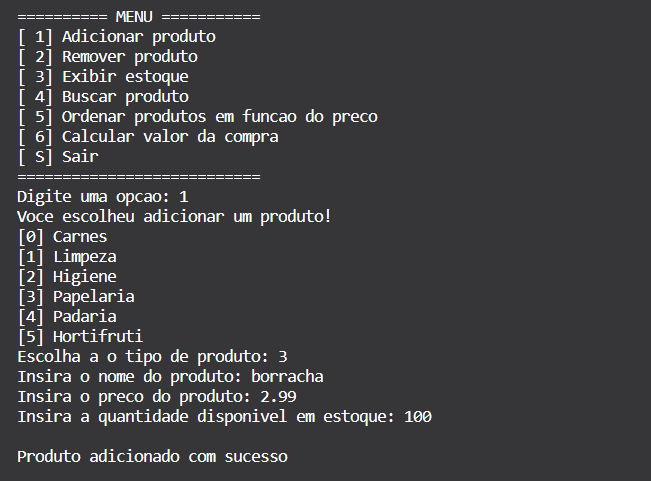 ========== MENU ===========
[ 1] Adicionar produto
[ 2] Remover produto
[ 3] Exibir estoque
[ 4] Buscar produto
[ 5] Ordenar produtos em funcao do preco
[ 6] Calcular valor da compra
[ S] Sair
===========================
Digite uma opcao: 1
Voce escolheu adicionar um produto!
[0] Carnes
[1] Limpeza
[2] Higiene
[3] Papelaria
[4] Padaria
[5] Hortifruti
Escolha a o tipo de produto: 3
Insira o nome do produto: borracha
Insira o preco do produto: 2.99
Insira a quantidade disponivel em estoque: 100
Produto adicionado com sucesso